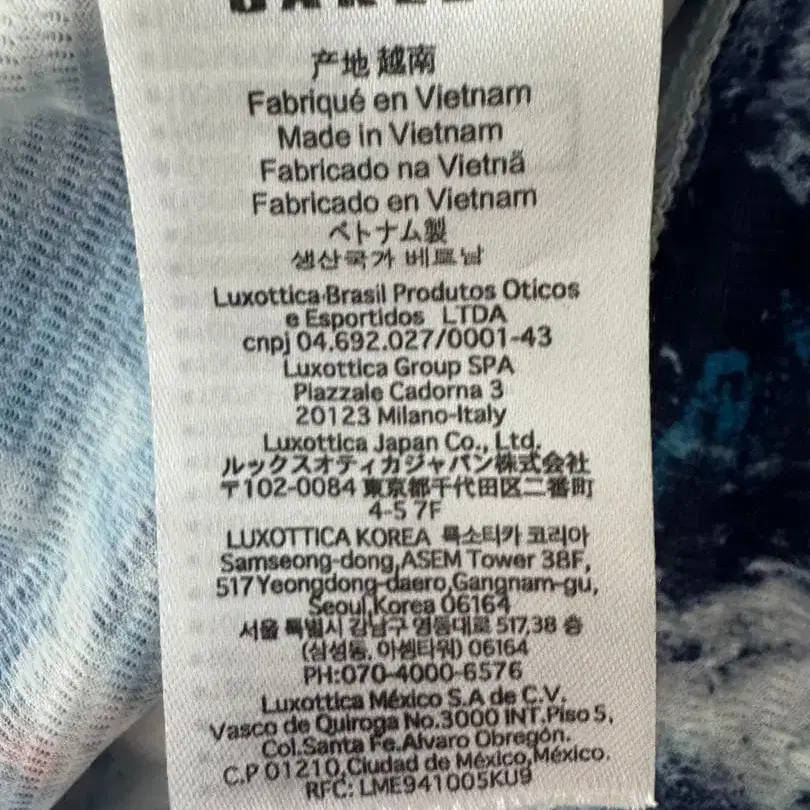 OAKLEY
产地 越南
Fabriqué en Vietnam
Made in Vietnam
Fabricado na Vietnã
Fabricado en Vietnam
ベトナム製
생산국가 베트남
Luxottica Brasil Produtos Oticos
e Esportidos LTDA
cnpj 04.692.027/0001-43
Luxottica Group SPA
Piazzale Cadorna 3
20123 Milano-Italy
Luxottica Japan Co., Ltd.
ルックスオティカジャパン株式会社
〒102-0084 東京都千代田区二番町
4-5 7F
LUXOTTICA KOREA 룩소티카 코리아
Samseong-dong,ASEM Tower 38F,
517Yeongdong-daero,Gangnam-gu,
Seoul,Korea 06164
서울 특별시 강남구 영동대로 517,38 층
(삼성동, 아셈타워) 06164
PH:070-4000-6576
Luxottica México S.A de C.V.
Vasco de Quiroga No.3000 INT.Piso 5,
Col.Santa Fe.Alvaro Obregón.
C.P 01210,Ciudad de México,México.
RFC: LME941005KU9